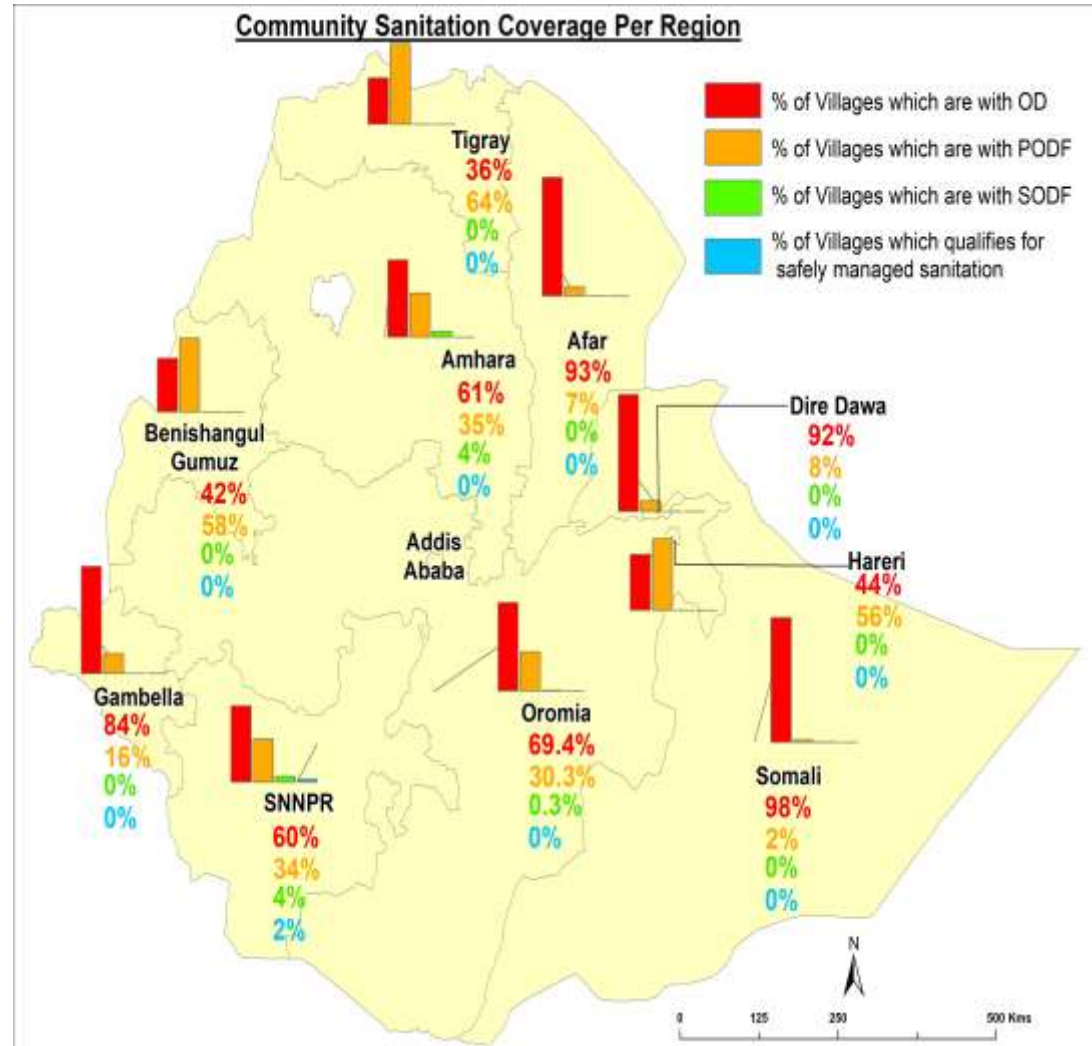 Community Sanitation Coverage Per Region
% of Villages which are with OD
% of Villages which are with PODF
% of Villages which are with SODF
% of Villages which qualifies for
safely managed sanitation
Tigray
36%
64%
0%
0%
Afar
93%
7%
0%
0%
Amhara
61%
35%
4%
0%
Benishangul
Gumuz
42%
58%
0%
0%
Dire Dawa
92%
8%
0%
0%
Addis
Ababa
Hareri
44%
56%
0%
0%
Gambella
84%
16%
0%
0%
Oromia
69.4%
30.3%
0.3%
0%
SNNPR
60%
34%
4%
2%
Somali
98%
2%
0%
0%
N
0 125 250 500 Kms